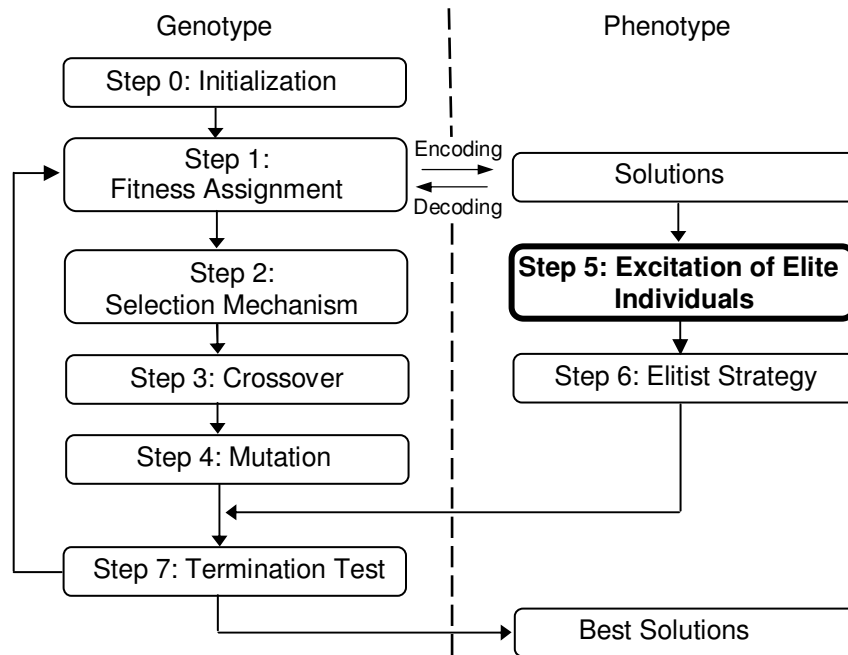 Genotype
Phenotype
Step 0: Initialization
Step 1:
Fitness Assignment
Encoding
Decoding
Solutions
Step 2:
Selection Mechanism
Step 5: Excitation of Elite
Individuals
Step 3: Crossover
Step 6: Elitist Strategy
Step 4: Mutation
Step 7: Termination Test
Best Solutions